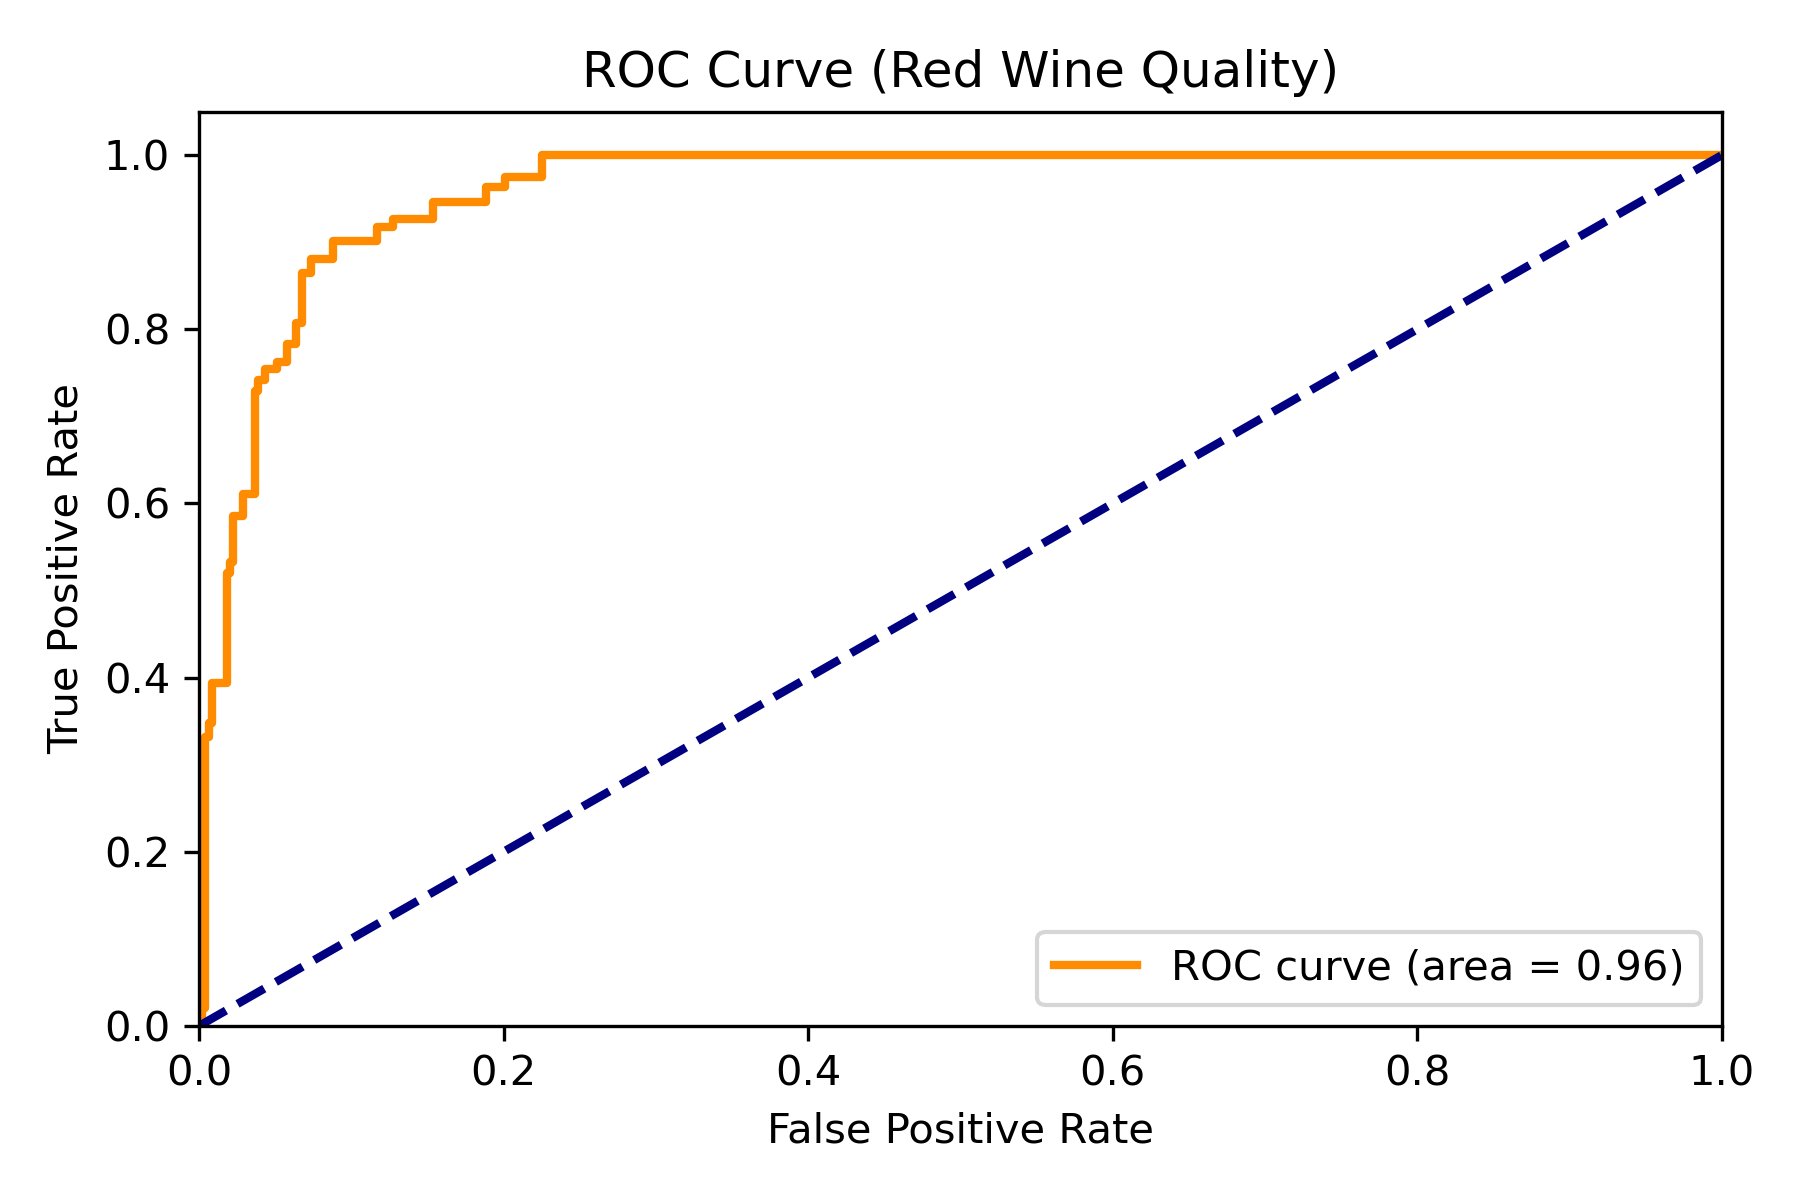 ROC Curve (Red Wine Quality)
1.0
0.8
0.6
0.4
0.2
0.0
True Positive Rate
ROC curve (area = 0.96)
0.0 0.2 0.4 0.6 0.8 1.0
False Positive Rate